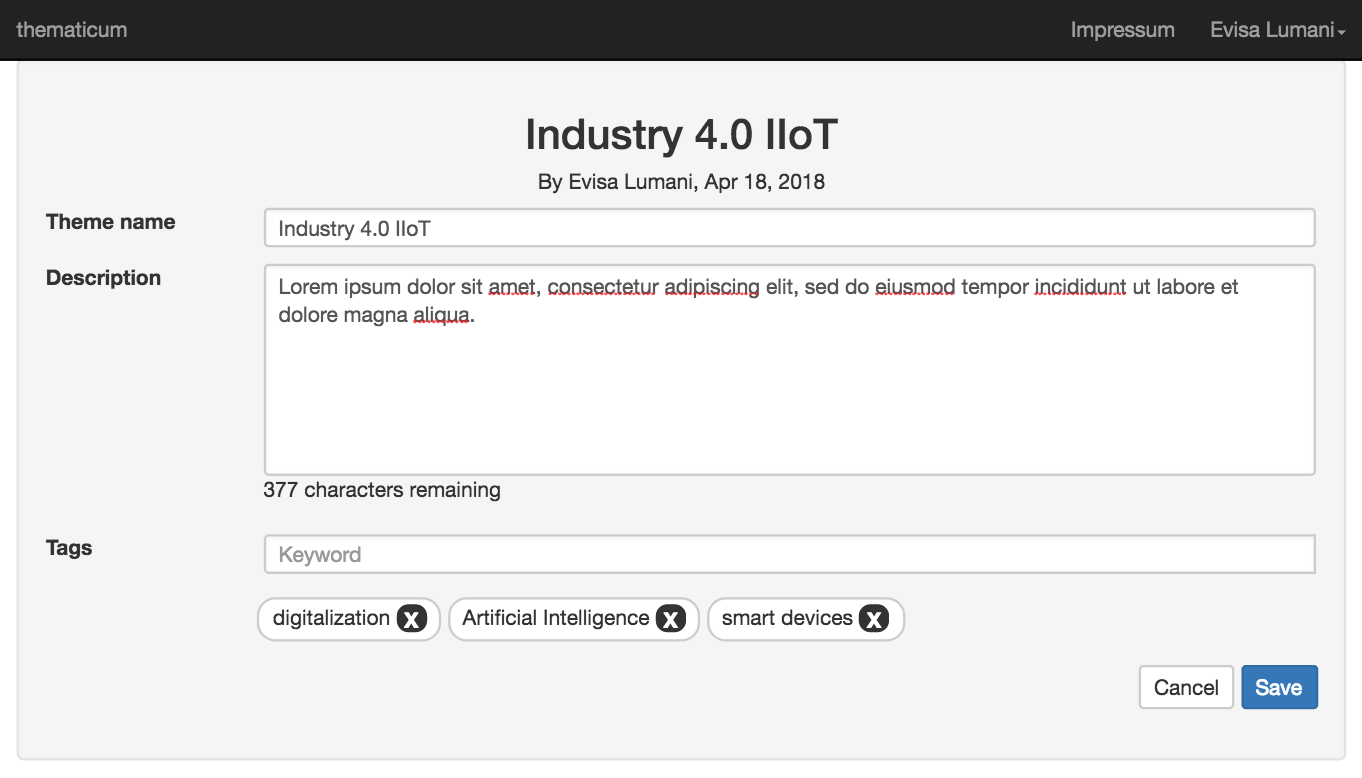 thematicum Impressum Evisa Lumani
Industry 4.0 IIoT
By Evisa Lumani, Apr 18, 2018
Theme name Industry 4.0 IIoT
Description Lorem ipsum dolor sit amet, consectetur adipiscing elit, sed do eiusmod tempor incididunt ut labore et
dolore magna aliqua.
377 characters remaining
Tags Keyword
digitalization x Artificial Intelligence x smart devices x
Cancel Save